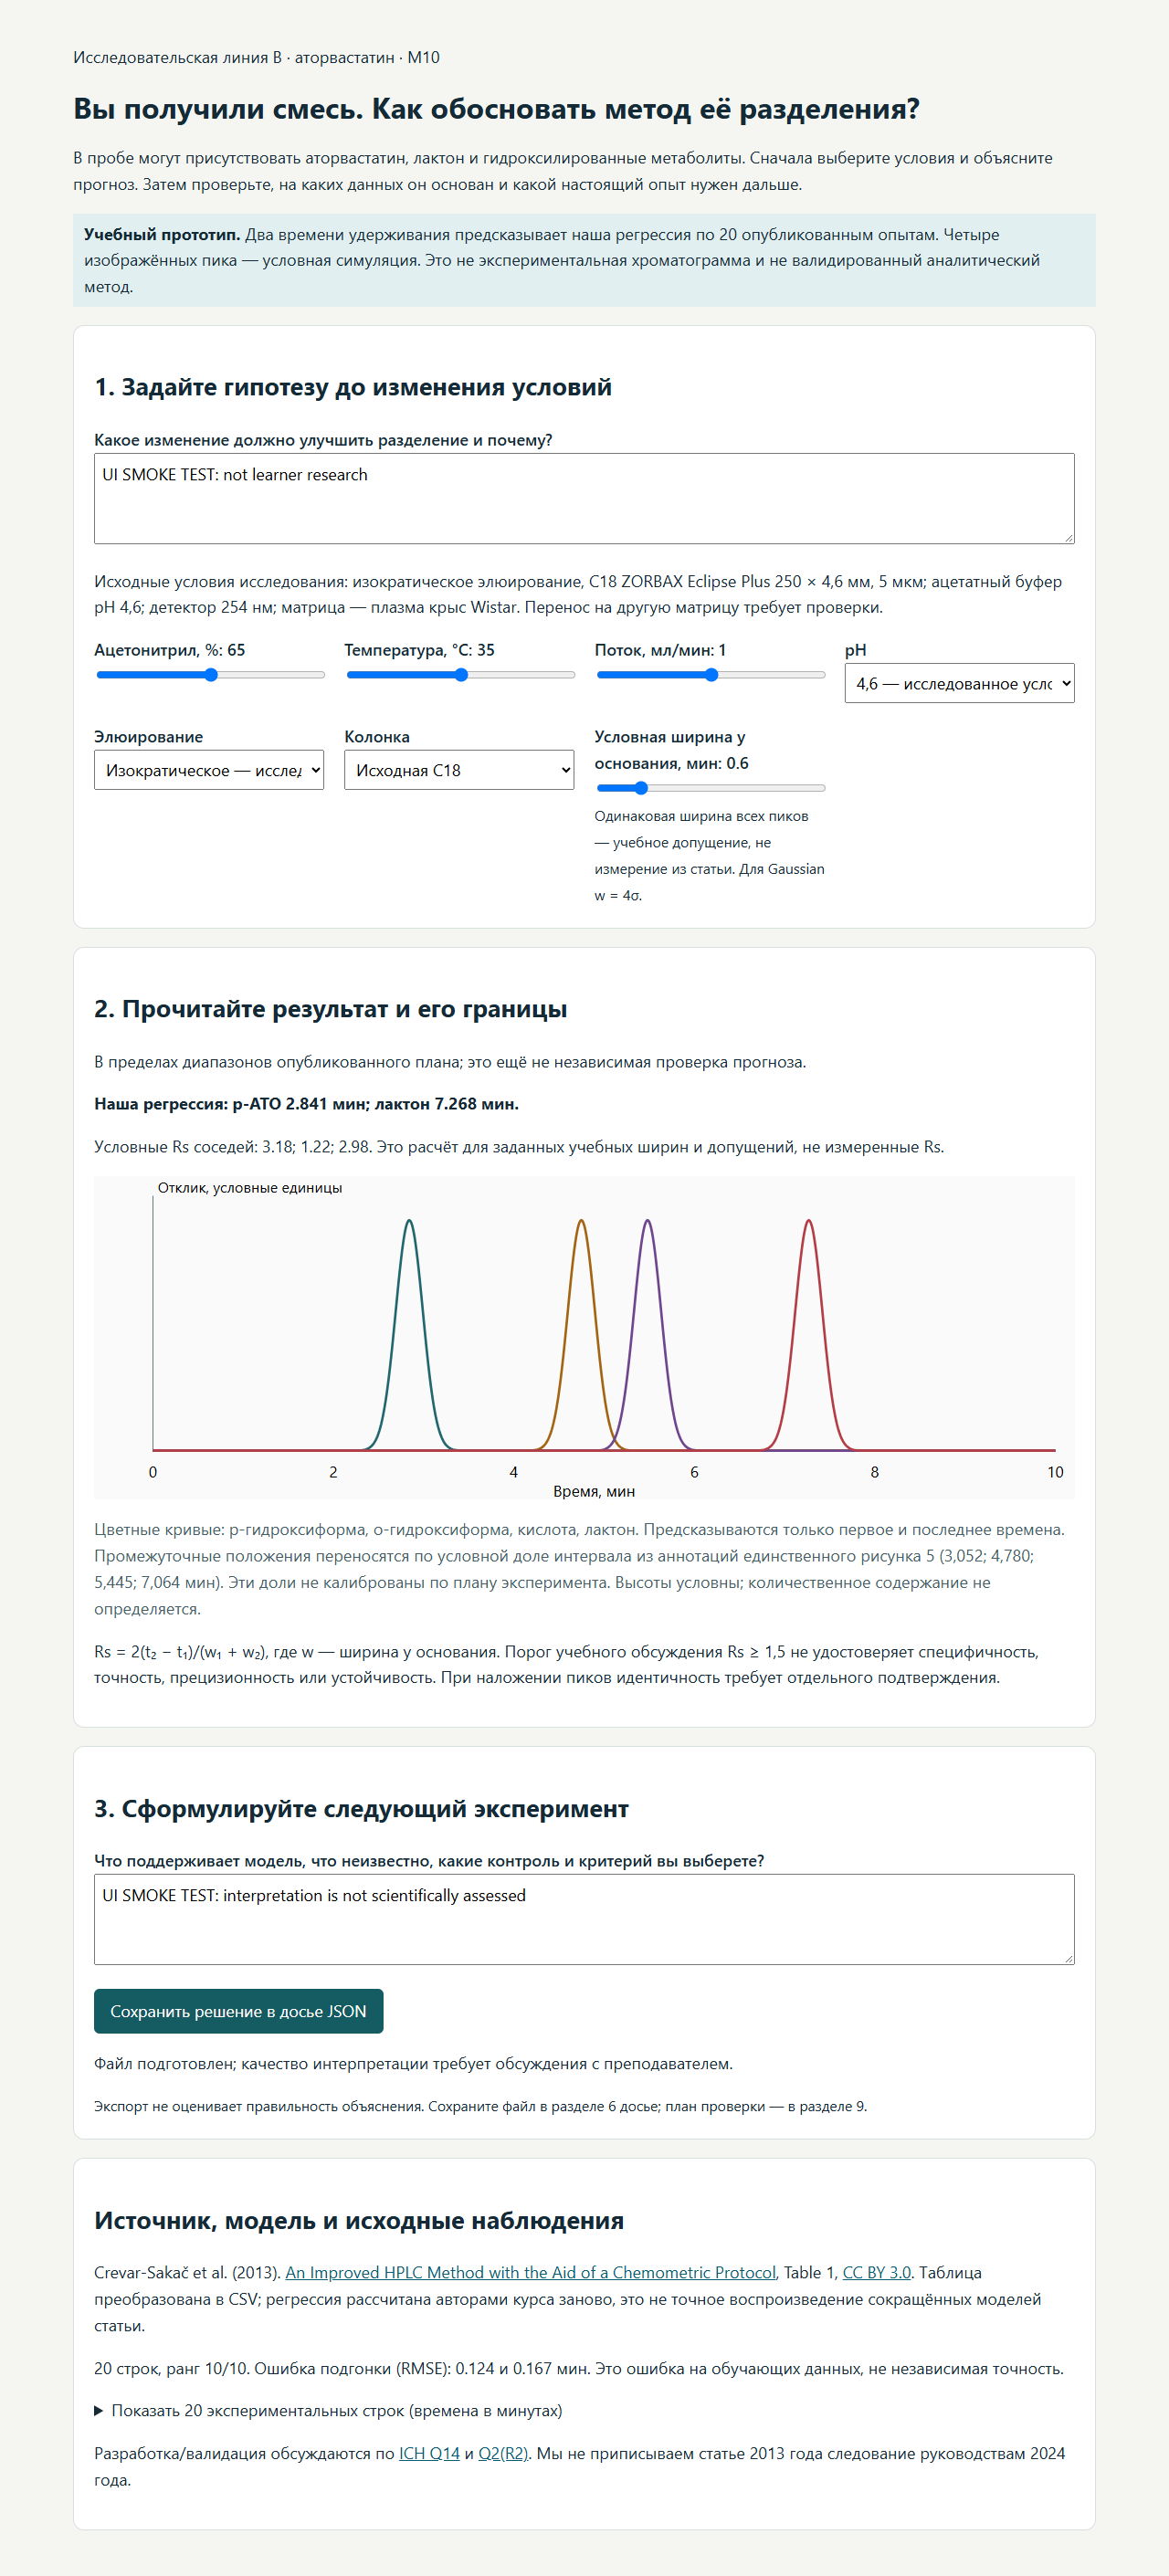 Исследовательская линия B · аторвастатин · M10
Вы получили смесь. Как обосновать метод её разделения?
В пробе могут присутствовать аторвастатин, лактон и гидроксилированные метаболиты. Сначала выберите условия и объясните
прогноз. Затем проверьте, на каких данных он основан и какой настоящий опыт нужен дальше.
Учебный прототип. Два времени удерживания предсказывает наша регрессия по 20 опубликованным опытам. Четыре
изображённых пика — условная симуляция. Это не экспериментальная хроматограмма и не валидированный аналитический
метод.
1. Задайте гипотезу до изменения условий
Какое изменение должно улучшить разделение и почему?
UI SMOKE TEST: not learner research
Исходные условия исследования: изократическое элюирование, C18 ZORBAX Eclipse Plus 250 × 4,6 мм, 5 мкм; ацетатный буфер
pH 4,6; детектор 254 нм; матрица — плазма крыс Wistar. Перенос на другую матрицу требует проверки.
Ацетонитрил, %: 65
Температура, °C: 35
Поток, мл/мин: 1
pH
4,6 — исследованное усло
Элюирование
Изократическое — исслед
Колонка
Исходная C18
Условная ширина у
основания, мин: 0.6
Одинаковая ширина всех пиков
— учебное допущение, не
измерение из статьи. Для Gaussian
w = 4σ.
2. Прочитайте результат и его границы
В пределах диапазонов опубликованного плана; это ещё не независимая проверка прогноза.
Наша регрессия: p-ATO 2.841 мин; лактон 7.268 мин.
Условные Rs соседей: 3.18; 1.22; 2.98. Это расчёт для заданных учебных ширин и допущений, не измеренные Rs.
Отклик, условные единицы
0 2 4 6 8 10
Время, мин
Цветные кривые: p-гидроксиформа, o-гидроксиформа, кислота, лактон. Предсказываются только первое и последнее времена.
Промежуточные положения переносятся по условной доле интервала из аннотаций единственного рисунка 5 (3,052; 4,780;
5,445; 7,064 мин). Эти доли не калиброваны по плану эксперимента. Высоты условны; количественное содержание не
определяется.
Rs = 2(t₂ − t₁)/(w₁ + w₂), где w — ширина у основания. Порог учебного обсуждения Rs ≥ 1,5 не удостоверяет специфичность,
точность, прецизионность или устойчивость. При наложении пиков идентичность требует отдельного подтверждения.
3. Сформулируйте следующий эксперимент
Что поддерживает модель, что неизвестно, какие контроль и критерий вы выберете?
UI SMOKE TEST: interpretation is not scientifically assessed
Сохранить решение в досье JSON
Файл подготовлен; качество интерпретации требует обсуждения с преподавателем.
Экспорт не оценивает правильность объяснения. Сохраните файл в разделе 6 досье; план проверки — в разделе 9.
Источник, модель и исходные наблюдения
Crevar-Sakač et al. (2013). An Improved HPLC Method with the Aid of a Chemometric Protocol, Table 1, CC BY 3.0. Таблица
преобразована в CSV; регрессия рассчитана авторами курса заново, это не точное воспроизведение сокращённых моделей
статьи.
20 строк, ранг 10/10. Ошибка подгонки (RMSE): 0.124 и 0.167 мин. Это ошибка на обучающих данных, не независимая точность.
▶ Показать 20 экспериментальных строк (времена в минутах)
Разработка/валидация обсуждаются по ICH Q14 и Q2(R2). Мы не приписываем статье 2013 года следование руководствам 2024
года.